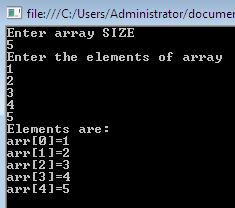 file:///C:/Users/Administrator/documen
Enter array SIZE
5
Enter the elements of array
1
2
3
4
5
Elements are:
arr[0]=1
arr[1]=2
arr[2]=3
arr[3]=4
arr[4]=5